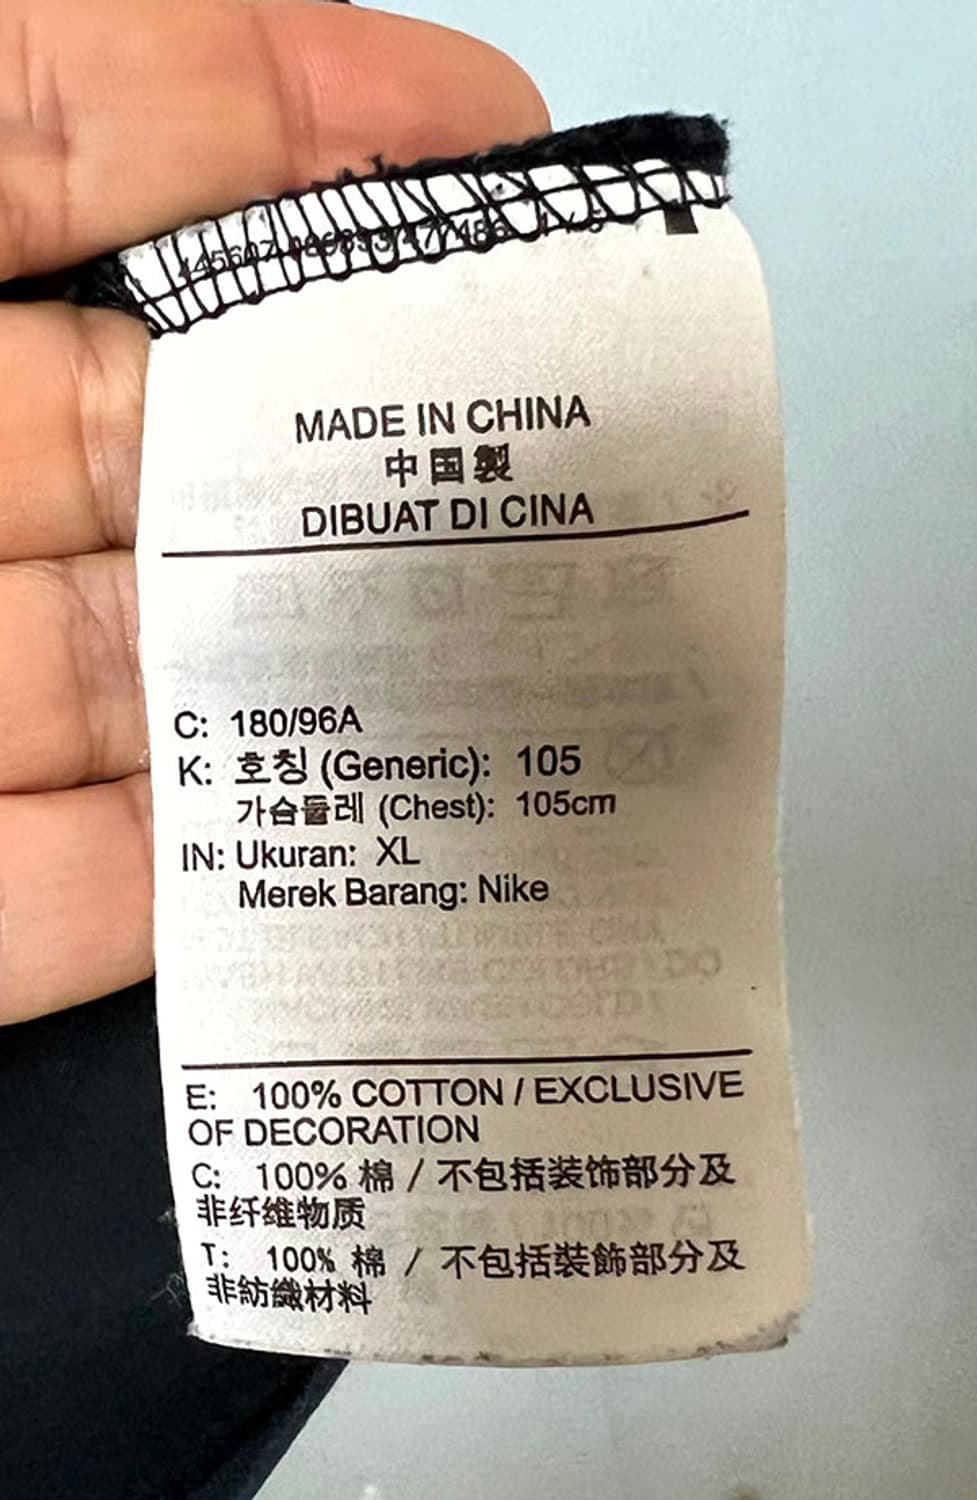 MADE IN CHINA
中国製
DIBUAT DI CINA
C: 180/96A
K: 호칭 (Generic): 105
가슴둘레 (Chest): 105cm
IN: Ukuran: XL
Merek Barang: Nike
E: 100% COTTON / EXCLUSIVE
OF DECORATION
C: 100% 棉 / 不包括装饰部分及
非纤维物质
T: 100% 棉 / 不包括裝飾部分及
非紡織材料